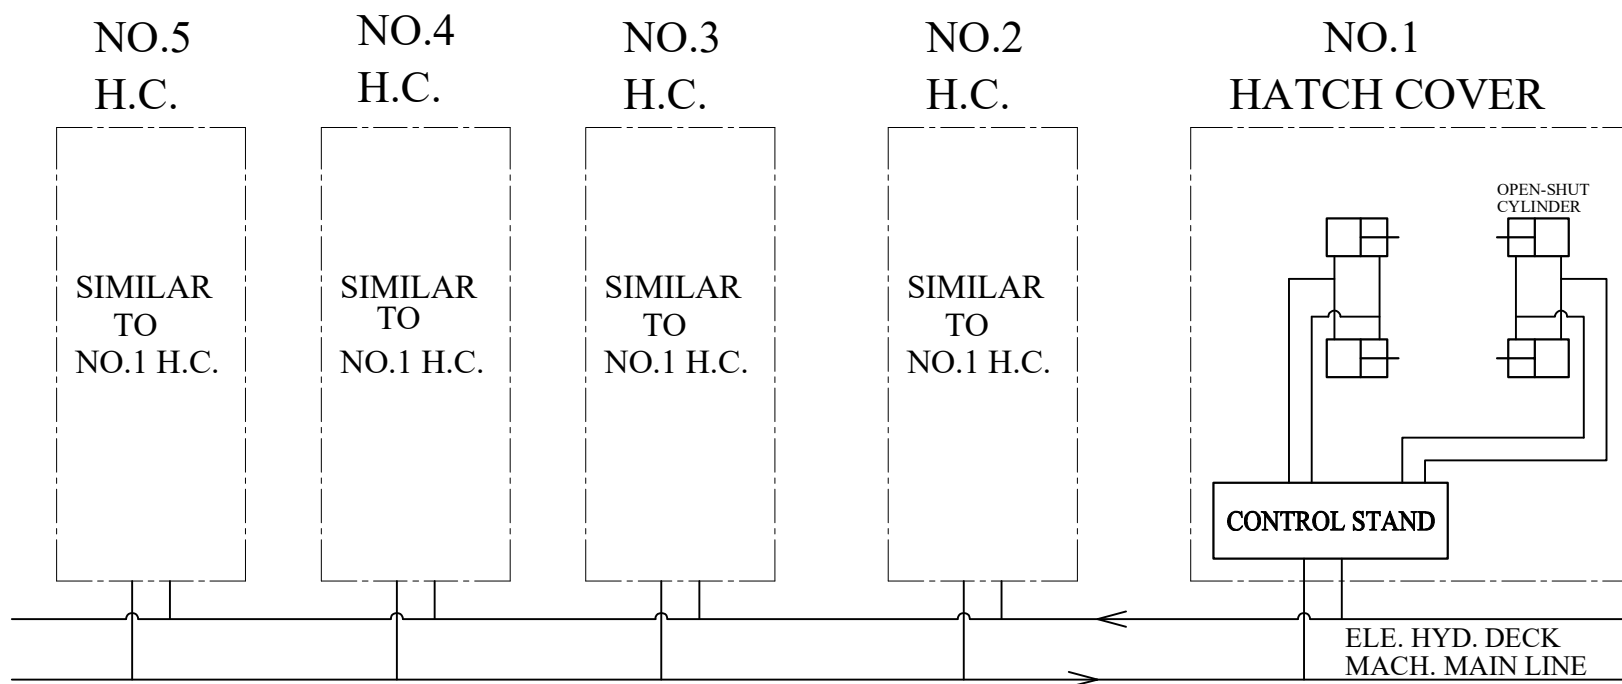 NO.5
H.C.
NO.4
H.C.
NO.3
H.C.
NO.2
H.C.
NO.1
HATCH COVER
SIMILAR
TO
NO.1 H.C.
SIMILAR
TO
NO.1 H.C.
SIMILAR
TO
NO.1 H.C.
SIMILAR
TO
NO.1 H.C.
OPEN-SHUT
CYLINDER
CONTROL STAND
ELE. HYD. DECK
MACH. MAIN LINE